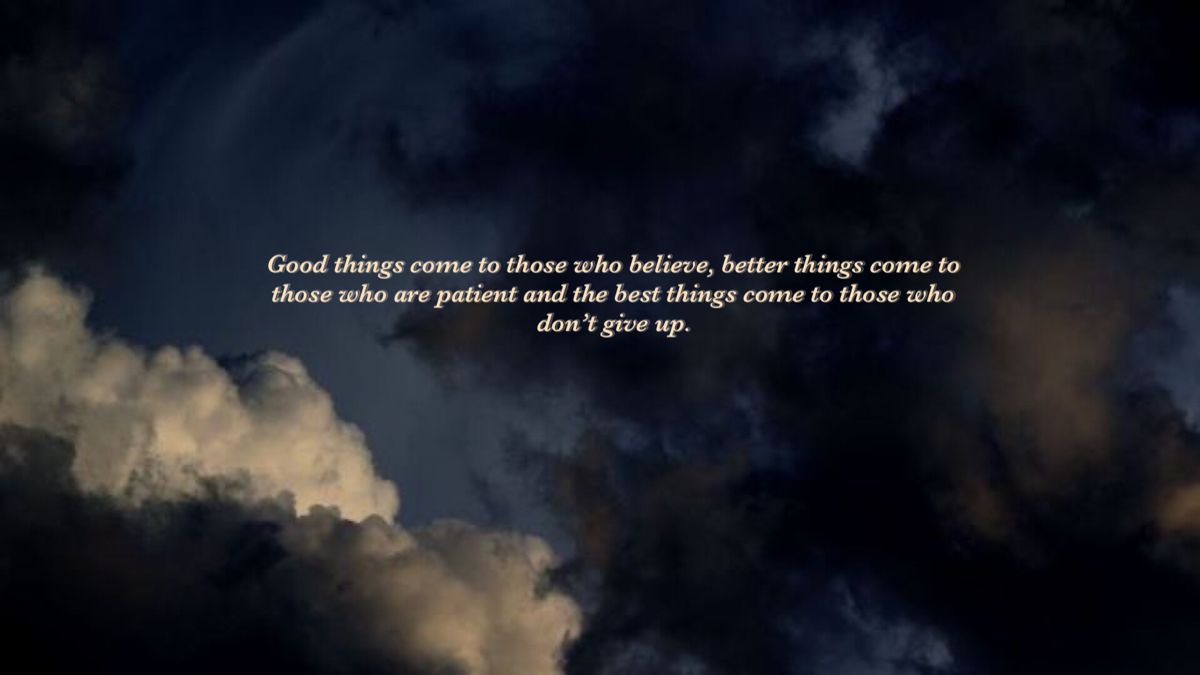 Good things come to those who believe, better things come to
those who are patient and the best things come to those who
don’t give up.